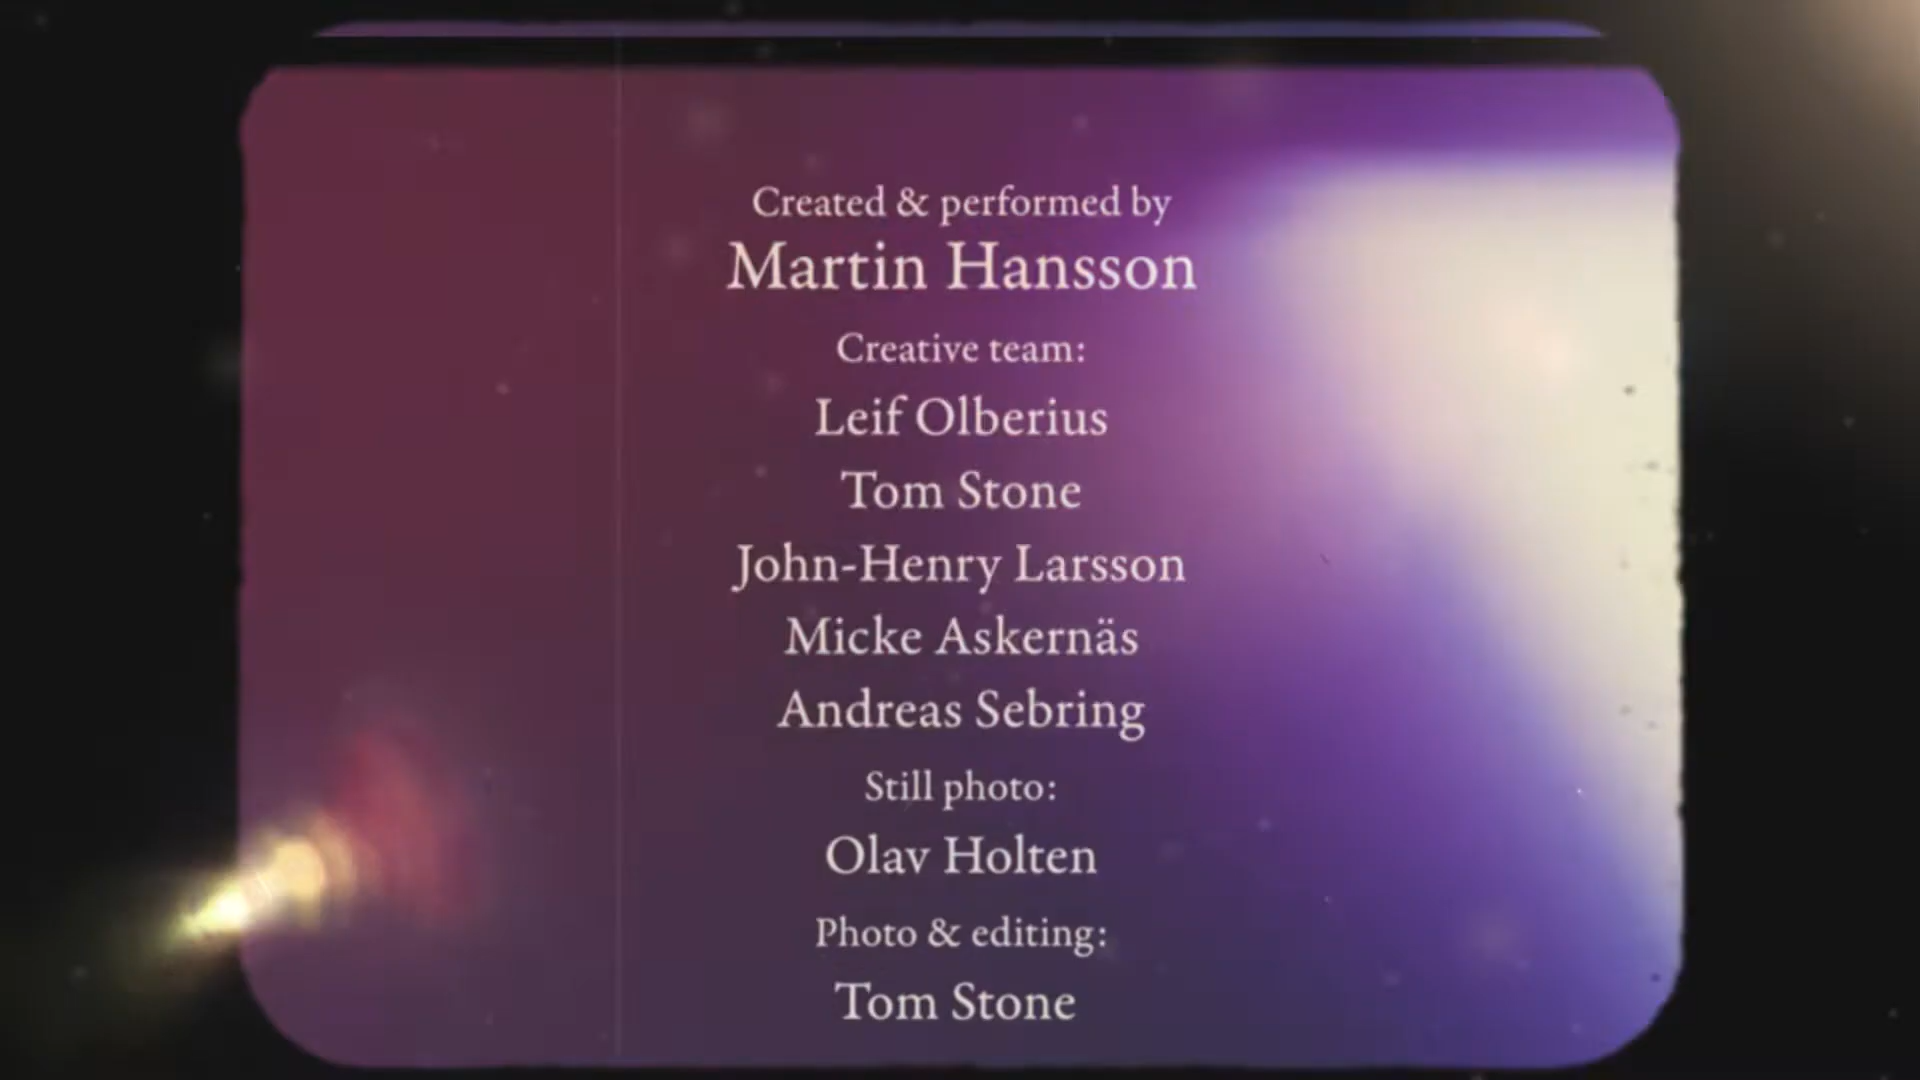 Created & performed by
Martin Hansson
Creative team:
Leif Olberius
Tom Stone
John-Henry Larsson
Micke Askernäs
Andreas Sebring
Still photo:
Olav Holten
Photo & editing:
Tom Stone